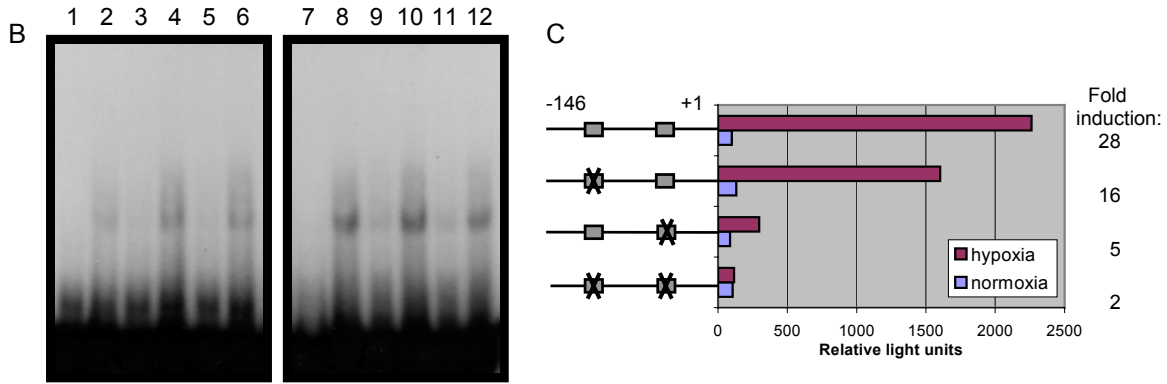 B
1 2 3 4 5 6
7 8 9 10 11 12
C
-146 +1
Fold
induction:
28
16
5
2
hypoxia
normoxia
0 500 1000 1500 2000 2500
Relative light units